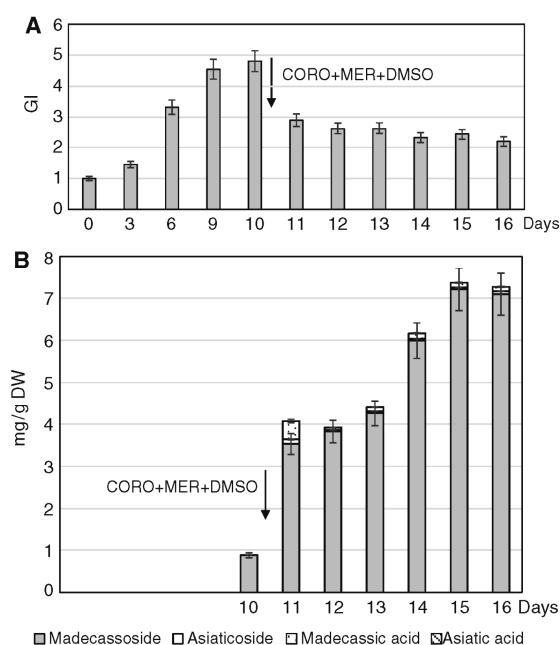 A
6
5
4
3
2
1
0
GI
CORO+MER+DMSO
0 3 6 9 10 11 12 13 14 15 16 Days
B
8
7
6
5
4
3
2
1
0
mg/g DW
CORO+MER+DMSO
10 11 12 13 14 15 16 Days
Madecassoside Asiaticoside Madecassic acid Asiatic acid